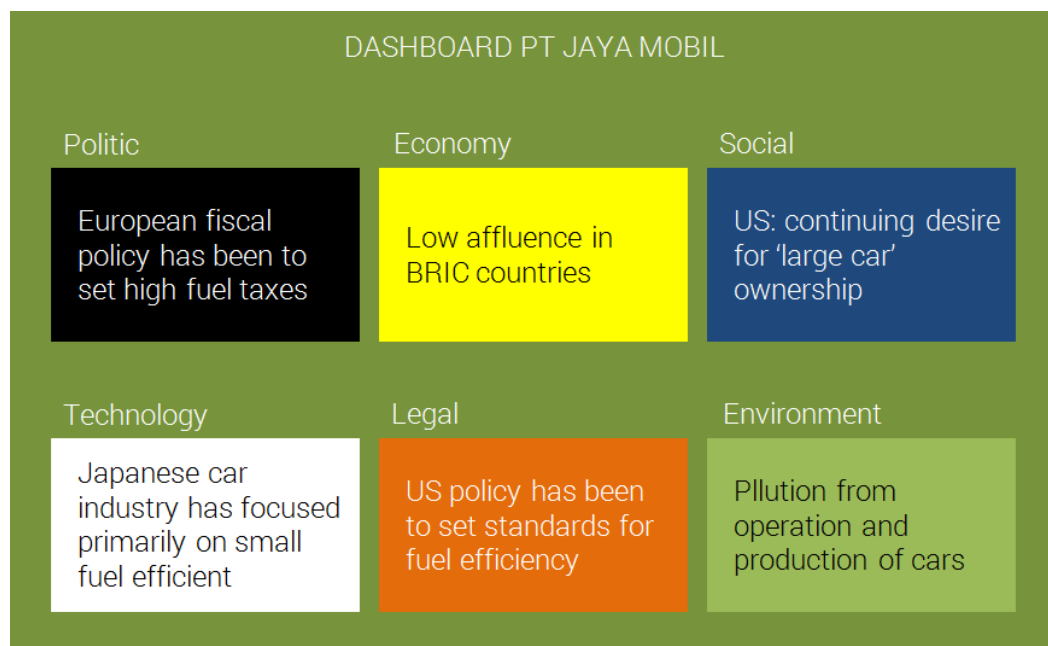 DASHBOARD PT JAYA MOBIL
Politic
European fiscal
policy has been to
set high fuel taxes
Economy
Low affluence in
BRIC countries
Social
US: continuing desire
for ‘large car’
ownership
Technology
Japanese car
industry has focused
primarily on small
fuel efficient
Legal
US policy has been
to set standards for
fuel efficiency
Environment
Pllution from
operation and
production of cars